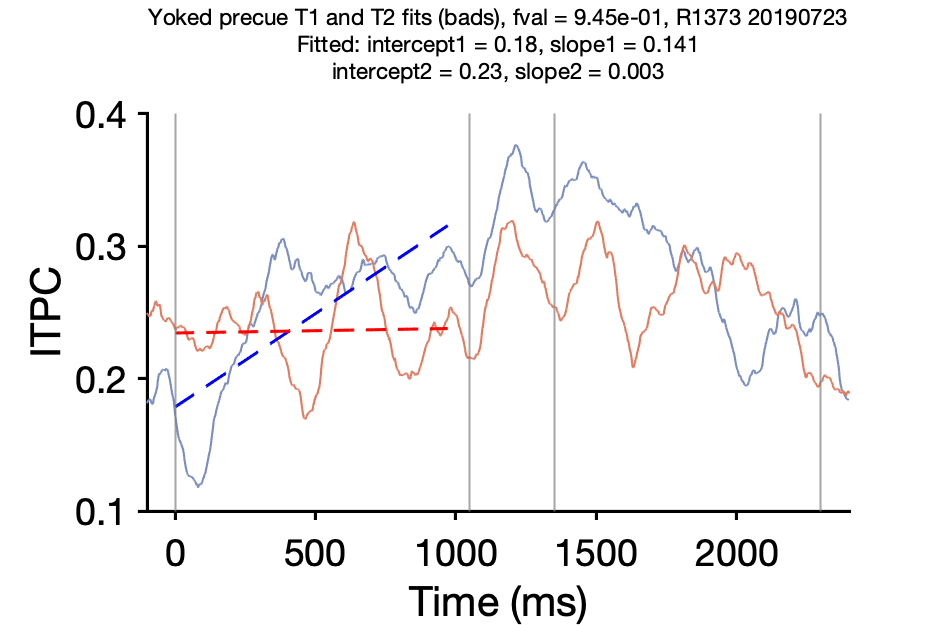 Yoked precue T1 and T2 fits (bads), fval = 9.45e-01, R1373 20190723
Fitted: intercept1 = 0.18, slope1 = 0.141
intercept2 = 0.23, slope2 = 0.003
0.4
0.3
0.2
0.1
ITPC
0 500 1000 1500 2000
Time (ms)